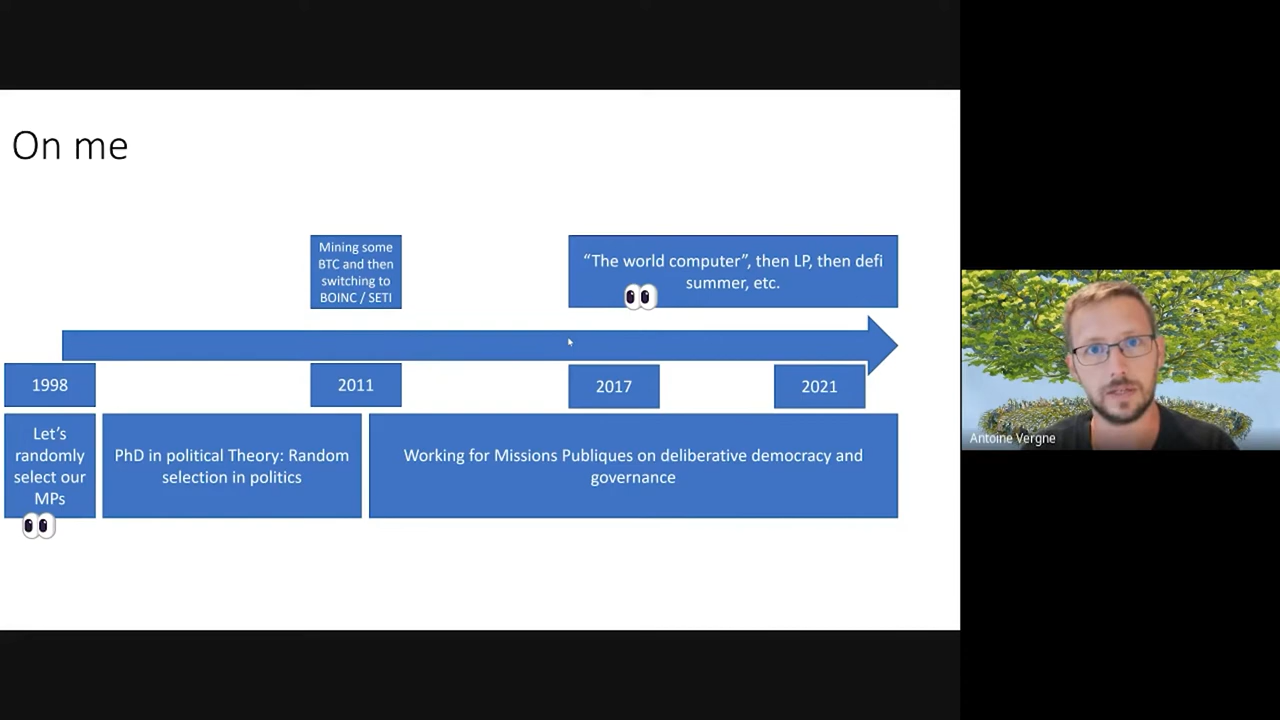 On me
Mining some
BTC and then
switching to
BOINC / SETI
“The world computer”, then LP, then defi
summer, etc.
1998
2011
2017
2021
Let’s
randomly
select our
MPs
PhD in political Theory: Random
selection in politics
Working for Missions Publiques on deliberative democracy and
governance
Antoine Vergne